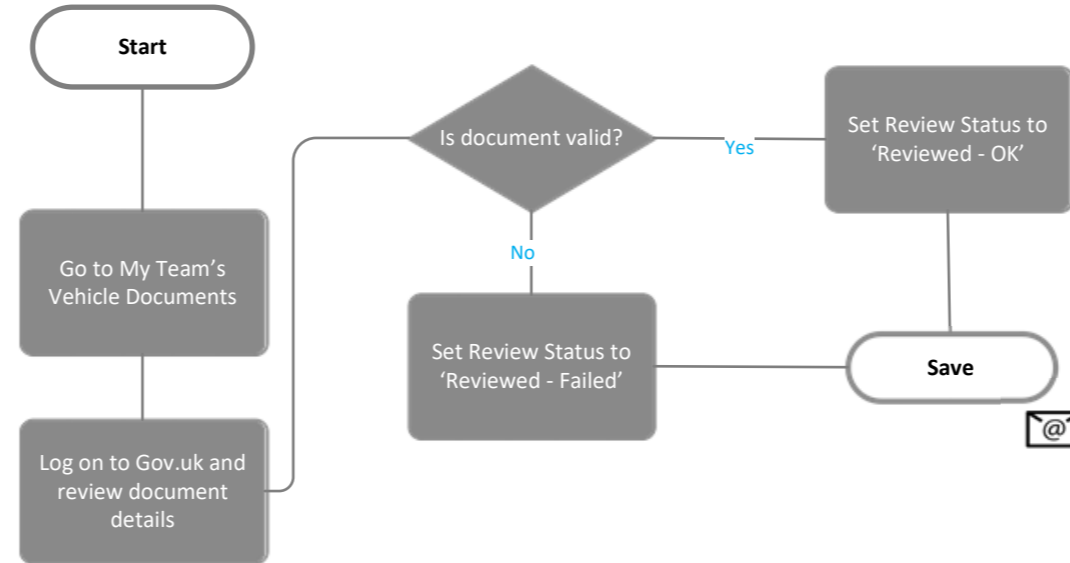 Start
Go to My Team’s
Vehicle Documents
Log on to Gov.uk and
review document
details
Is document valid?
Yes
Set Review Status to
‘Reviewed - OK’
No
Set Review Status to
‘Reviewed - Failed’
Save
@